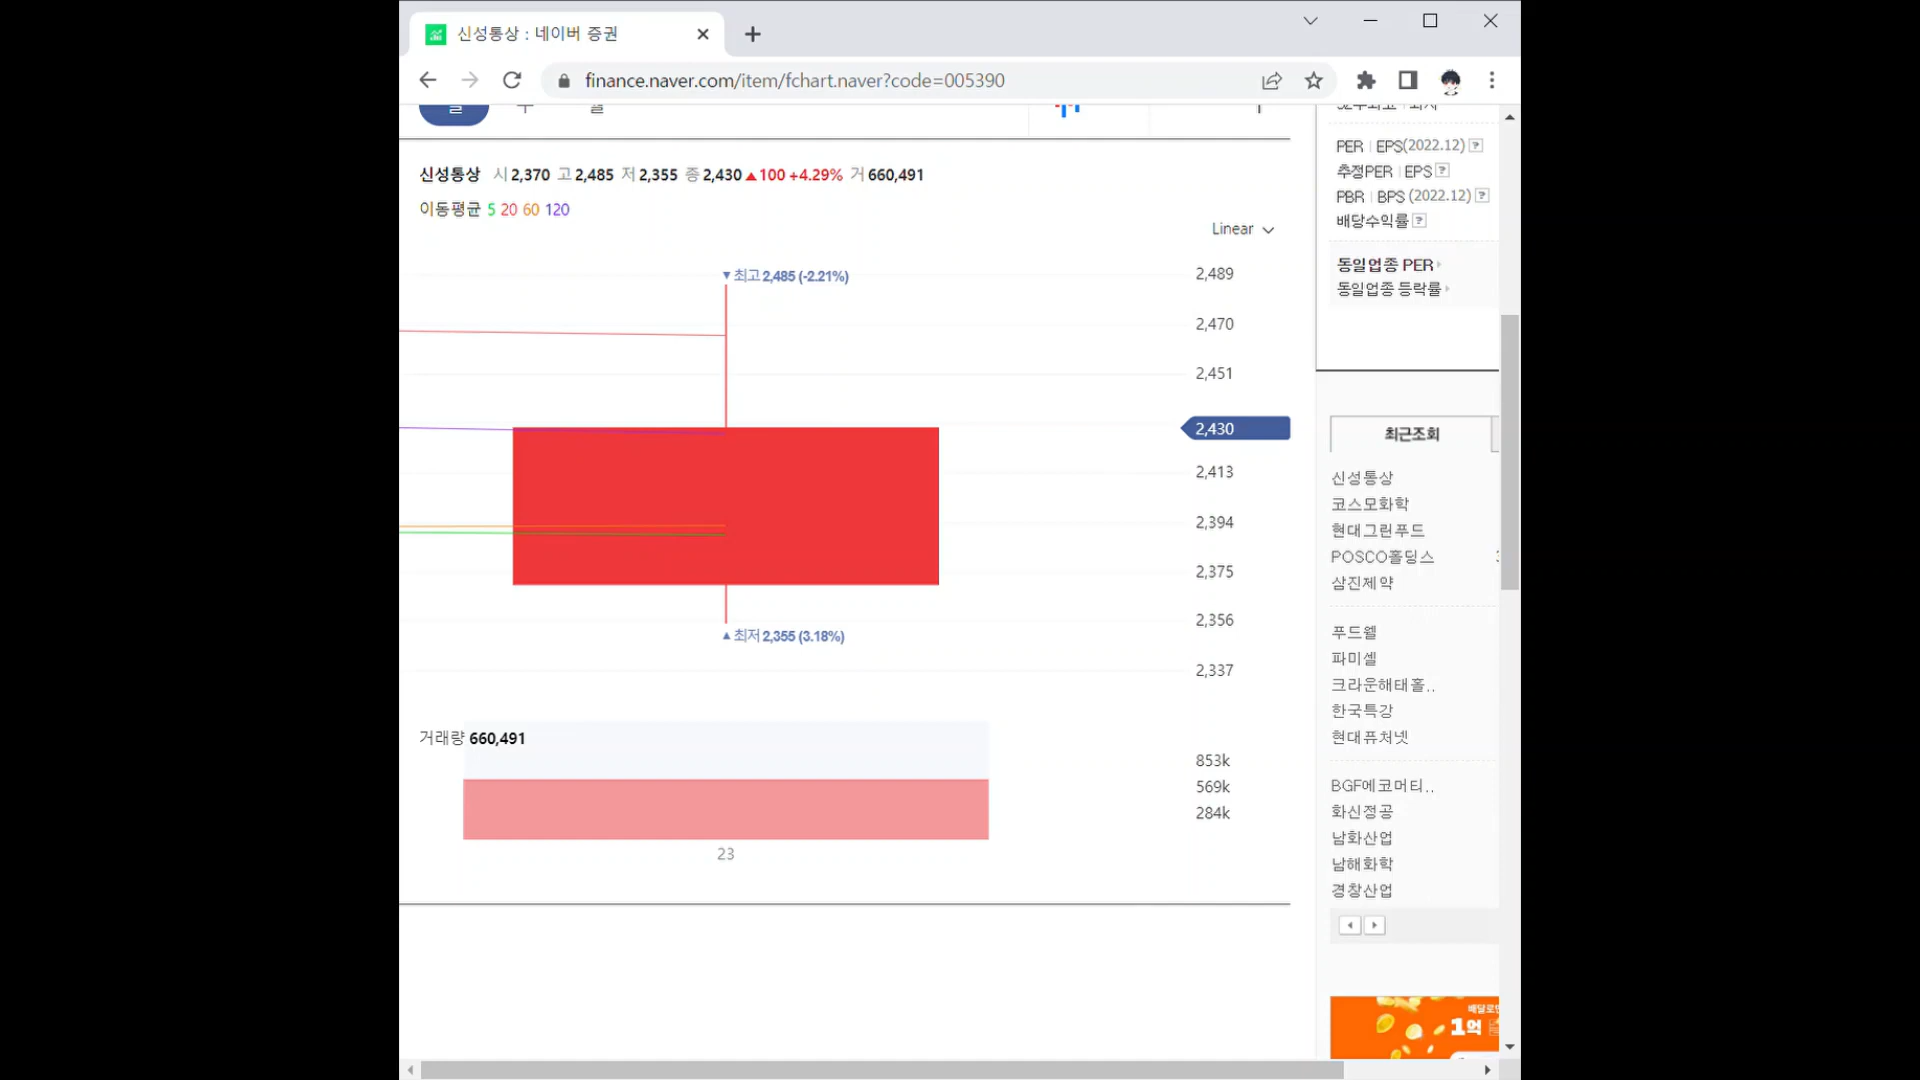 신성통상 : 네이버 증권
finance.naver.com/item/fchart.naver?code=005390
신성통상 시 2,370 고 2,485 저 2,355 종 2,430 ▲100 +4.29% 거 660,491
이동평균 5 20 60 120
Linear
▼최고 2,485 (-2.21%)
2,489
2,470
2,451
2,430
2,413
2,394
2,375
2,356
2,337
▲최저 2,355 (3.18%)
거래량 660,491
853k
569k
284k
23
PER | EPS(2022.12) ?
추정PER | EPS ?
PBR | BPS (2022.12) ?
배당수익률 ?
동일업종 PER
동일업종 등락률
최근조회
신성통상
코스모화학
현대그린푸드
POSCO홀딩스
삼진제약
푸드웰
파미셀
크라운해태홀..
한국특강
현대퓨처넷
BGF에코머티..
화신정공
남화산업
남해화학
경창산업
배달로만
1억